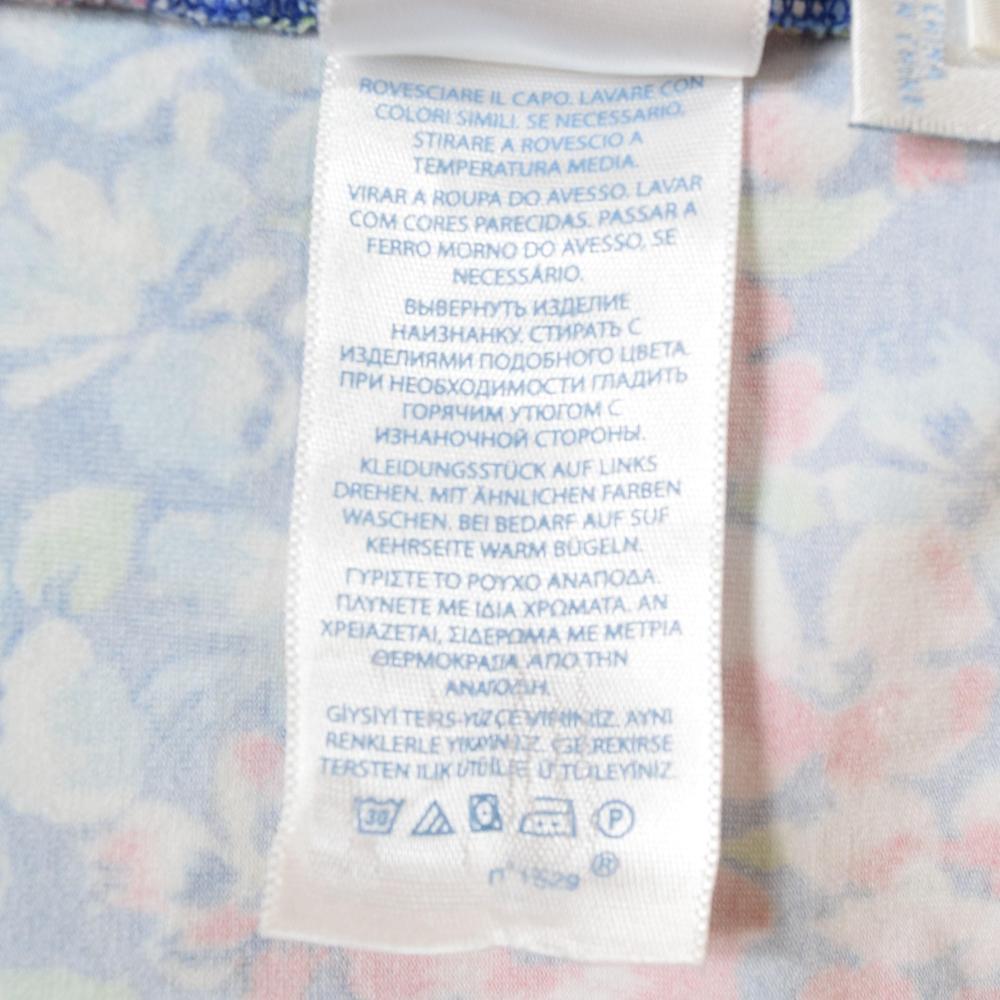 ROVESCIARE IL CAPO. LAVARE CON
COLORI SIMILI. SE NECESSARIO,
STIRARE A ROVESCIO A
TEMPERATURA MEDIA.
VIRAR A ROUPA DO AVESSO. LAVAR
COM CORES PARECIDAS. PASSAR A
FERRO MORNO DO AVESSO, SE
NECESSÁRIO.
ВЫВЕРНУТЬ ИЗДЕЛИЕ
НАИЗНАНКУ. СТИРАТЬ С
ИЗДЕЛИЯМИ ПОДОБНОГО ЦВЕТА.
ПРИ НЕОБХОДИМОСТИ ГЛАДИТЬ
ГОРЯЧИМ УТЮГОМ С
ИЗНАНОЧНОЙ СТОРОНЫ.
KLEIDUNGSSTÜCK AUF LINKS
DREHEN. MIT ÄHNLICHEN FARBEN
WASCHEN. BEI BEDARF AUF SUF
KEHRSEITE WARM BÜGELN.
ΓΥΡΙΣΤΕ ΤΟ ΡΟΥΧΟ ΑΝΑΠΟΔΑ.
ΠΛΥΝΕΤΕ ΜΕ ΙΔΙΑ ΧΡΩΜΑΤΑ. ΑΝ
ΧΡΕΙΑΖΕΤΑΙ, ΣΙΔΕΡΩΜΑ ΜΕ ΜΕΤΡΙΑ
ΘΕΡΜΟΚΡΑΣΙΑ ΑΠΟ ΤΗΝ
ΑΝΑΠΟΔΗ.
GİYSİYİ TERS-YÜZ AYNI
RENKLERLE
TERSTEN ILIK
30
P
®